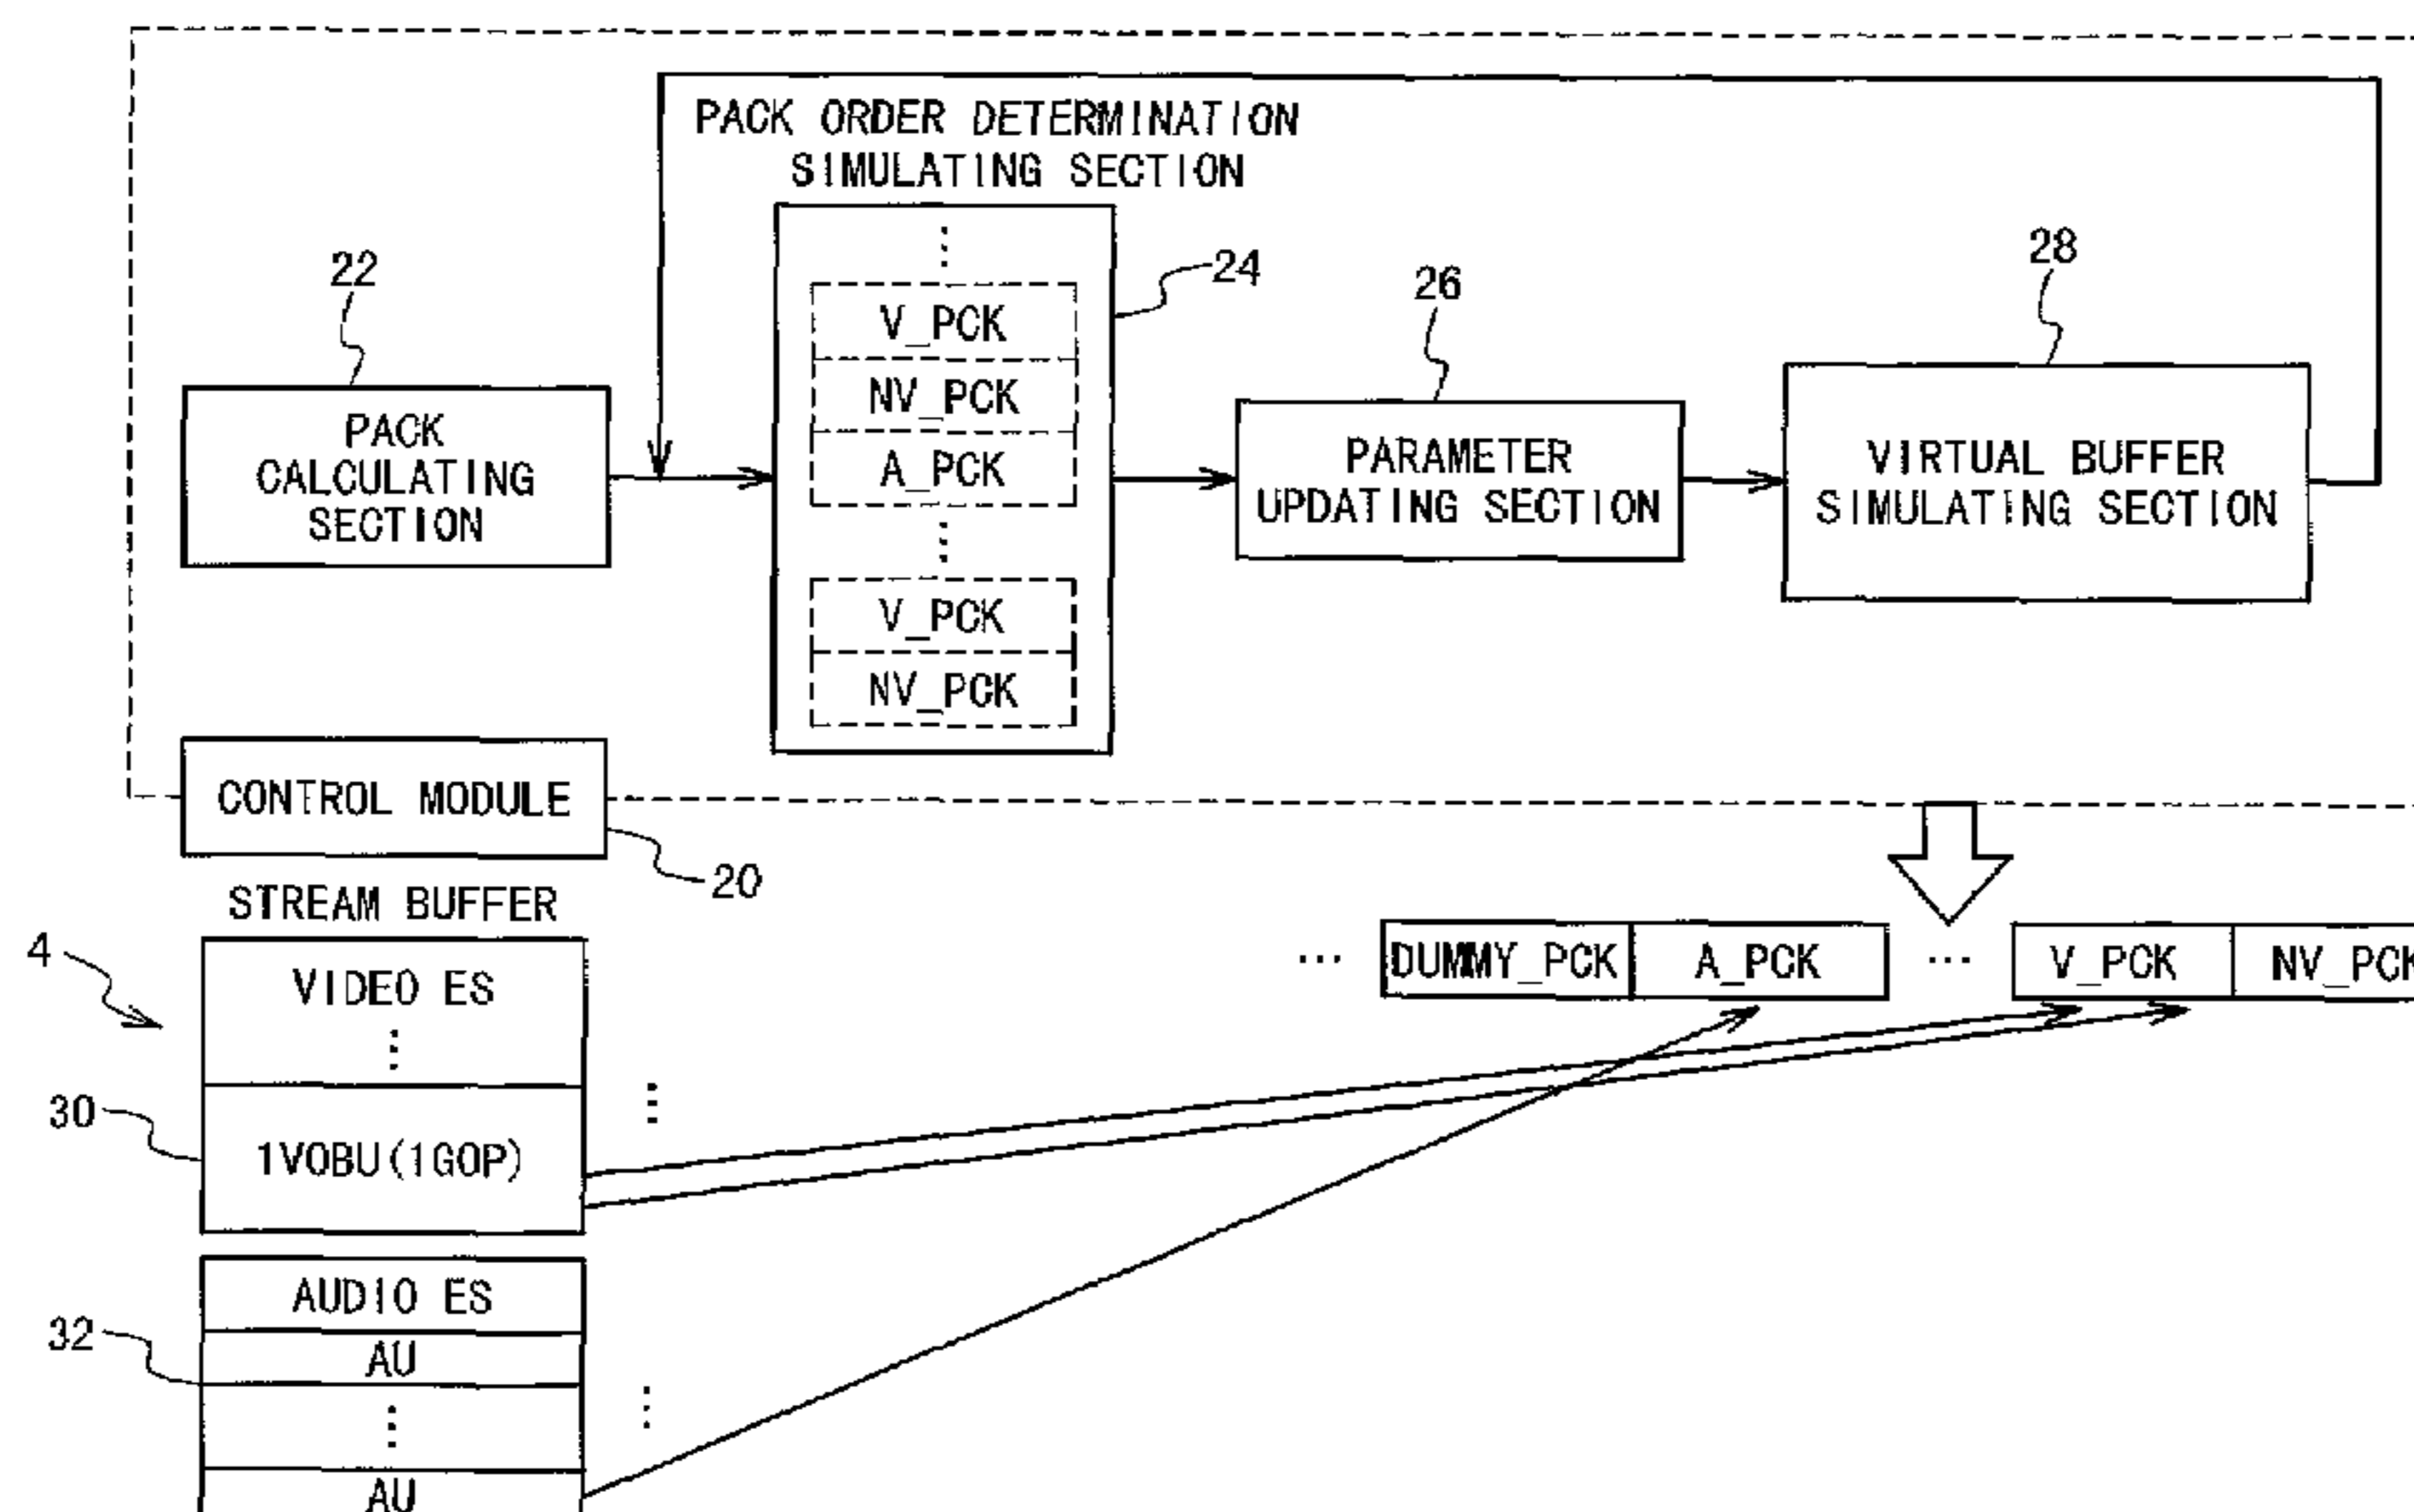 PACK ORDER DETERMINATION
SIMULATING SECTION
22
24
26
28
V_PCK
NV_PCK
A_PCK
V_PCK
NV_PCK
PACK
CALCULATING
SECTION
PARAMETER
UPDATING SECTION
VIRTUAL BUFFER
SIMULATING SECTION
CONTROL MODULE
20
STREAM BUFFER
4
VIDEO ES
30
1VOBU(1GOP)
AUDIO ES
32
AU
AU
... DUMMY_PCK A_PCK ... V_PCK NV_PCK